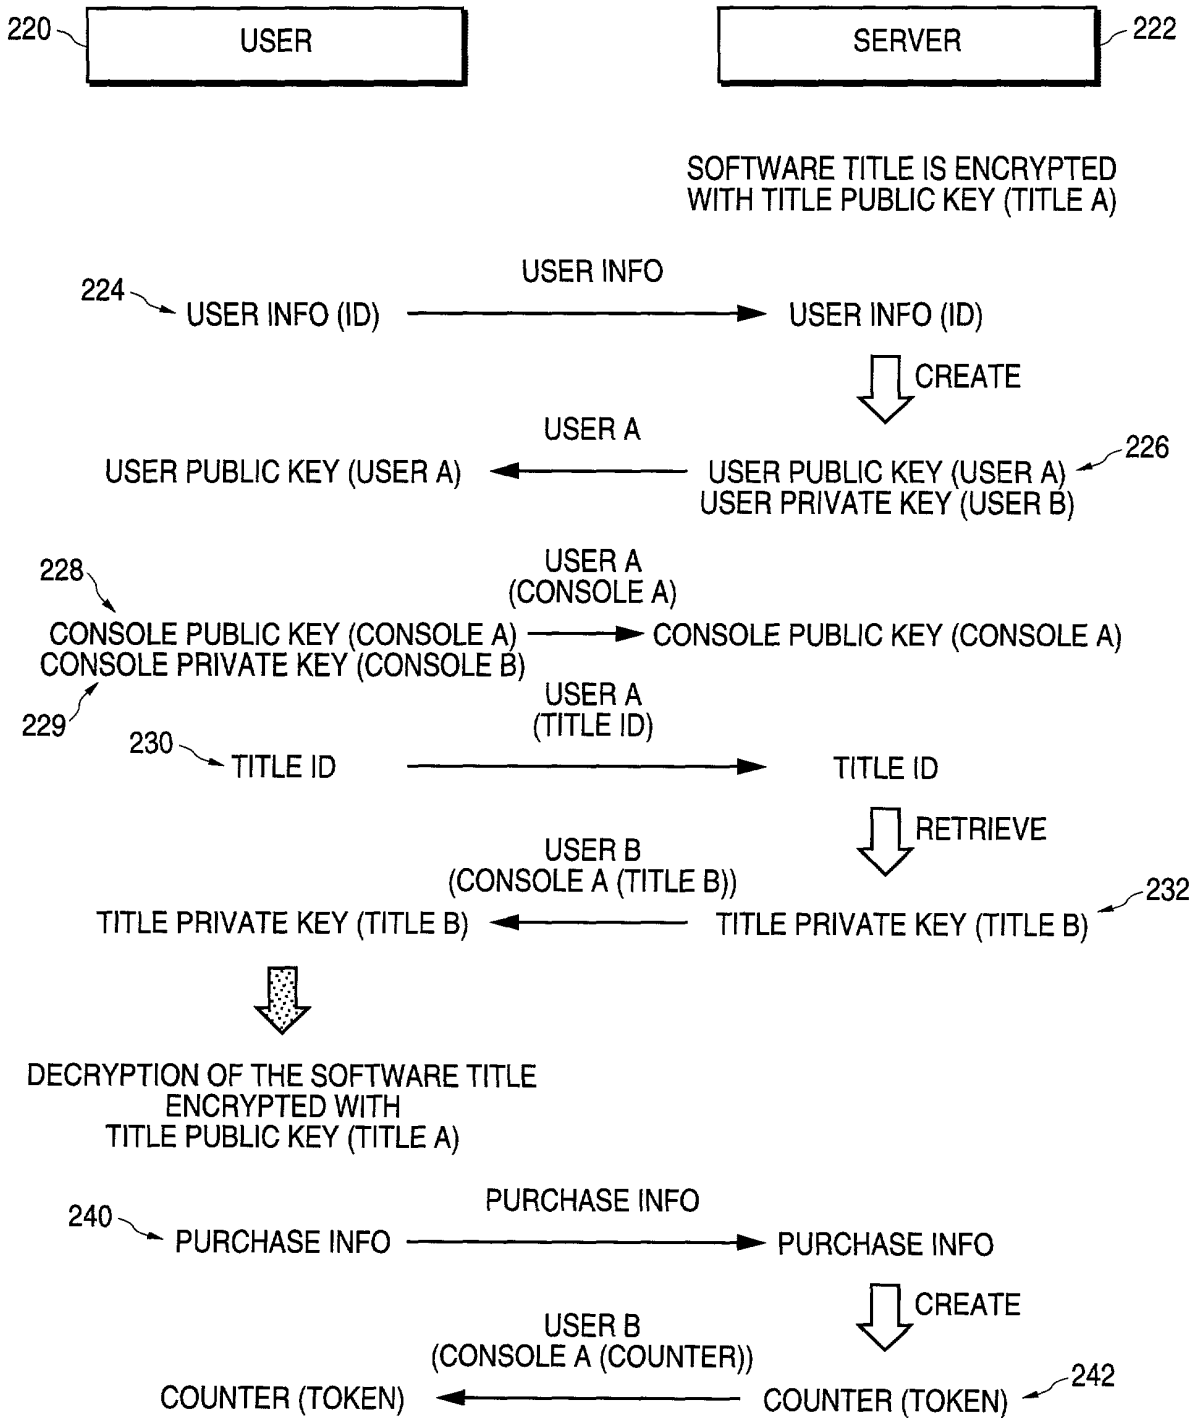 220
USER
SERVER
222
SOFTWARE TITLE IS ENCRYPTED
WITH TITLE PUBLIC KEY (TITLE A)
224
USER INFO (ID)
USER INFO
USER INFO (ID)
CREATE
USER A
226
USER PUBLIC KEY (USER A)
USER PUBLIC KEY (USER A)
USER PRIVATE KEY (USER B)
228
USER A
(CONSOLE A)
CONSOLE PUBLIC KEY (CONSOLE A)
CONSOLE PUBLIC KEY (CONSOLE A)
CONSOLE PRIVATE KEY (CONSOLE B)
229
USER A
(TITLE ID)
230
TITLE ID
TITLE ID
RETRIEVE
USER B
(CONSOLE A (TITLE B))
232
TITLE PRIVATE KEY (TITLE B)
TITLE PRIVATE KEY (TITLE B)
DECRYPTION OF THE SOFTWARE TITLE
ENCRYPTED WITH
TITLE PUBLIC KEY (TITLE A)
240
PURCHASE INFO
PURCHASE INFO
PURCHASE INFO
CREATE
USER B
(CONSOLE A (COUNTER))
242
COUNTER (TOKEN)
COUNTER (TOKEN)